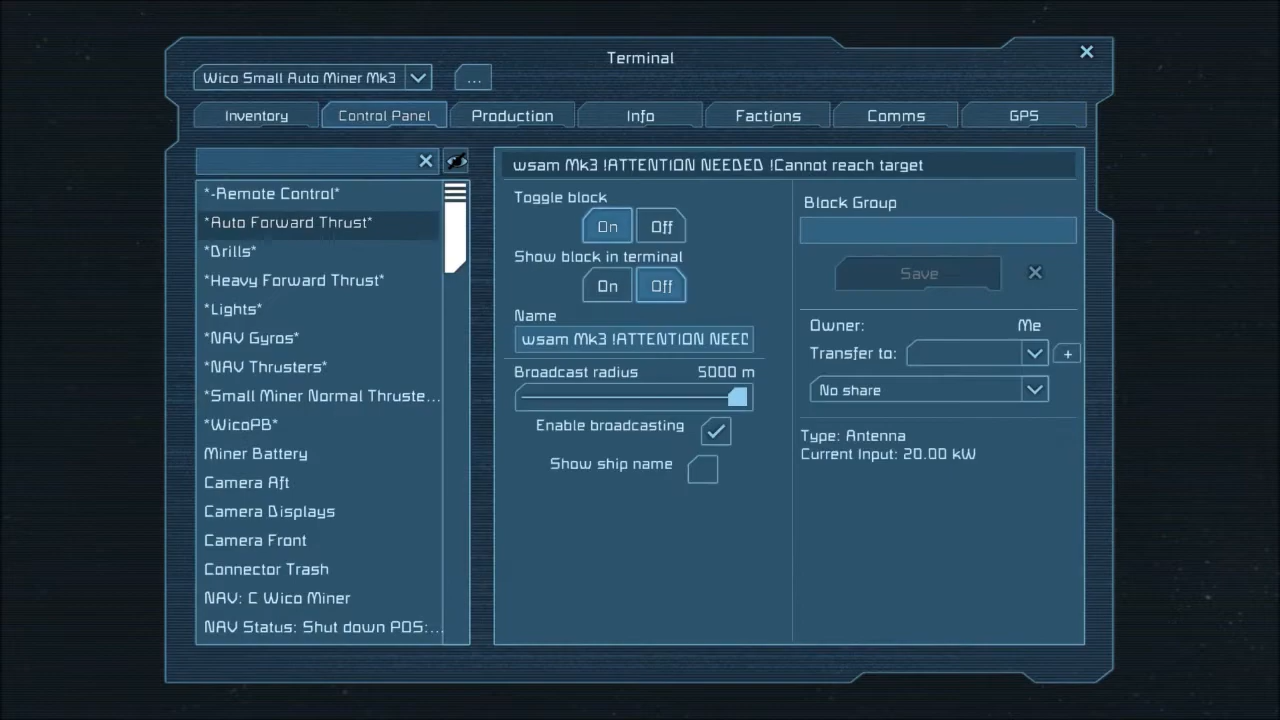 Terminal
Wico Small Auto Miner Mk3
...
Inventory
Control Panel
Production
Info
Factions
Comms
GPS
*-Remote Control*
*Auto Forward Thrust*
*Drills*
*Heavy Forward Thrust*
*Lights*
*NAV Gyros*
*NAV Thrusters*
*Small Miner Normal Thruste...
*WicoPB*
Miner Battery
Camera Aft
Camera Displays
Camera Front
Connector Trash
NAV: C Wico Miner
NAV Status: Shut down POS:...
wsam Mk3 !ATTENTION NEEDED !Cannot reach target
Toggle block
On Off
Show block in terminal
On Off
Name
wsam Mk3 !ATTENTION NEED
Broadcast radius 5000 m
Enable broadcasting
Show ship name
Block Group
Save
Owner: Me
Transfer to:
+
No share
Type: Antenna
Current Input: 20.00 kW